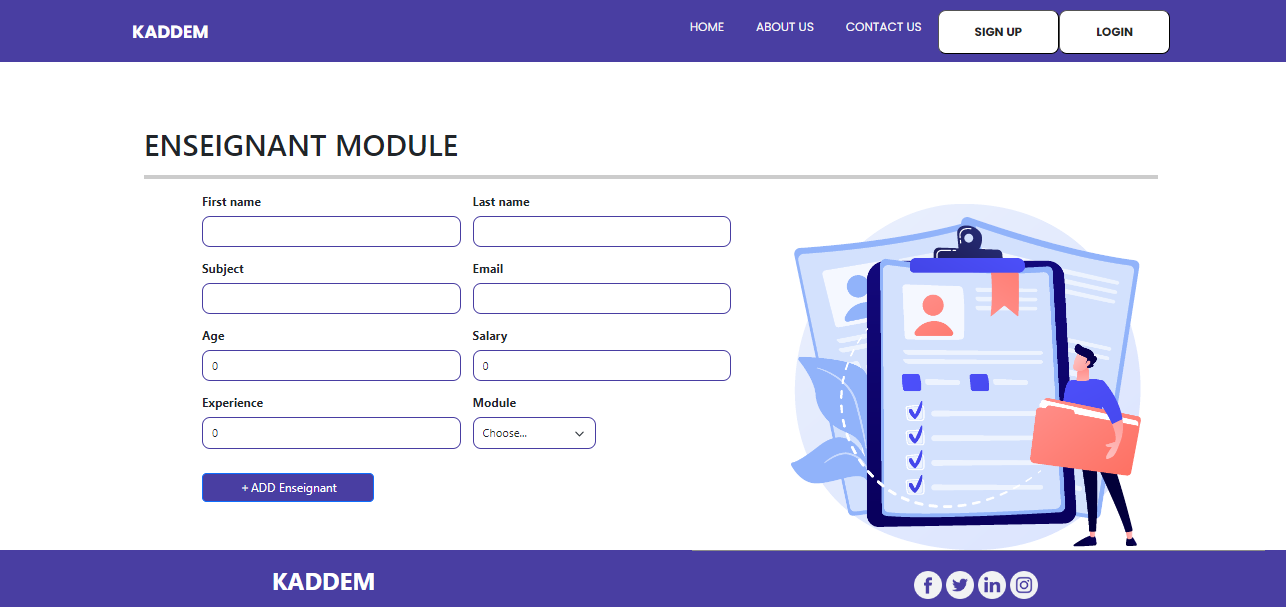 KADDEM
HOME ABOUT US CONTACT US SIGN UP LOGIN
ENSEIGNANT MODULE
First name Last name
Subject Email
Age Salary
0 0
Experience Module
0 Choose...
+ ADD Enseignant
KADDEM